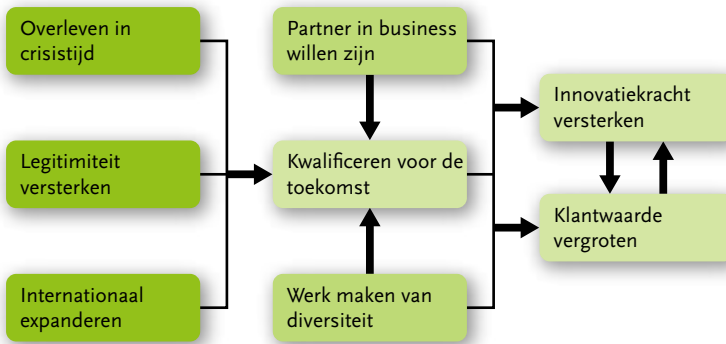 Overleven in
crisistijd
Legitimiteit
versterken
Internationaal
expanderen
Partner in business
willen zijn
Kwalificeren voor de
toekomst
Werk maken van
diversiteit
Innovatiekracht
versterken
Klantwaarde
vergroten